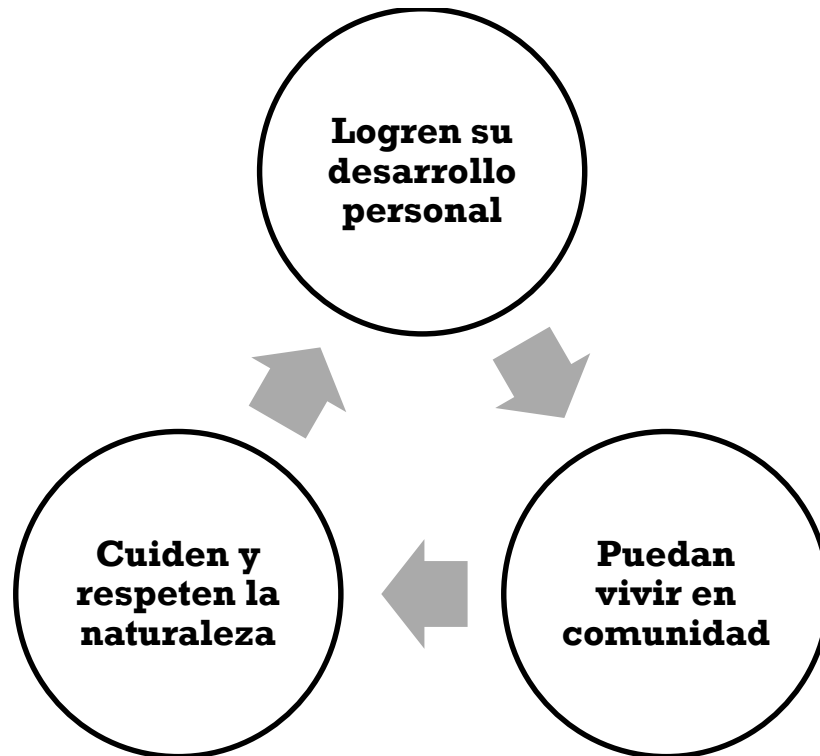 Logren su
desarrollo
personal
Puedan
vivir en
comunidad
Cuiden y
respeten la
naturaleza